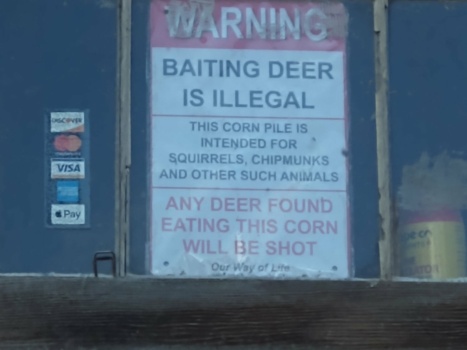 WARNING
BAITING DEER
IS ILLEGAL
THIS CORN PILE IS
INTENDED FOR
SQUIRRELS, CHIPMUNKS
AND OTHER SUCH ANIMALS
ANY DEER FOUND
EATING THIS CORN
WILL BE SHOT
Our Way of Life
DISCOVER
VISA
Pay